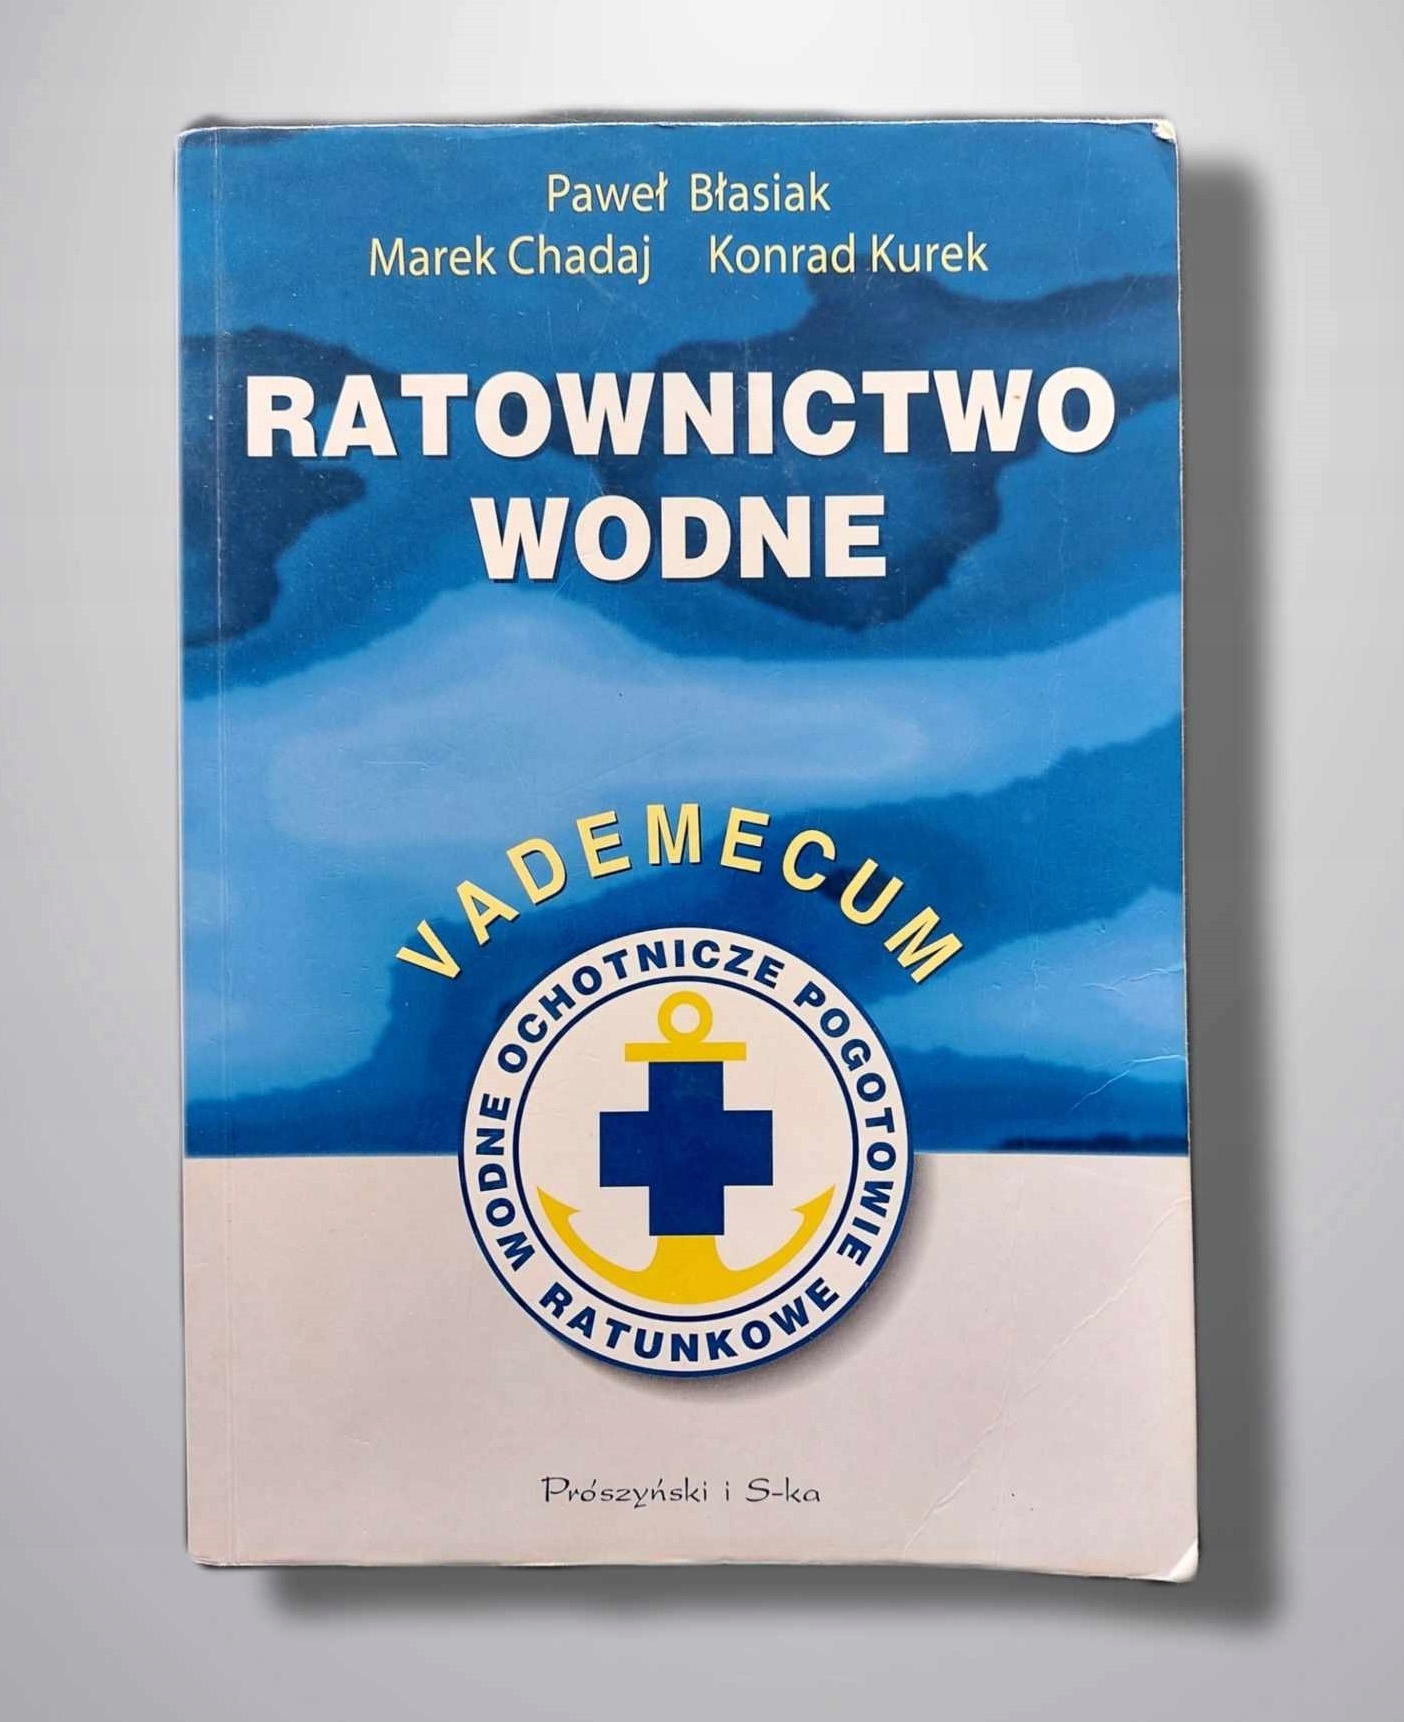 Paweł Błasiak
Marek Chadaj Konrad Kurek
RATOWNICTWO
WODNE
VADEMECUM
WODNE OCHOTNICZE POGOTOWIE
RATUNKOWE
Prószyński i S-ka